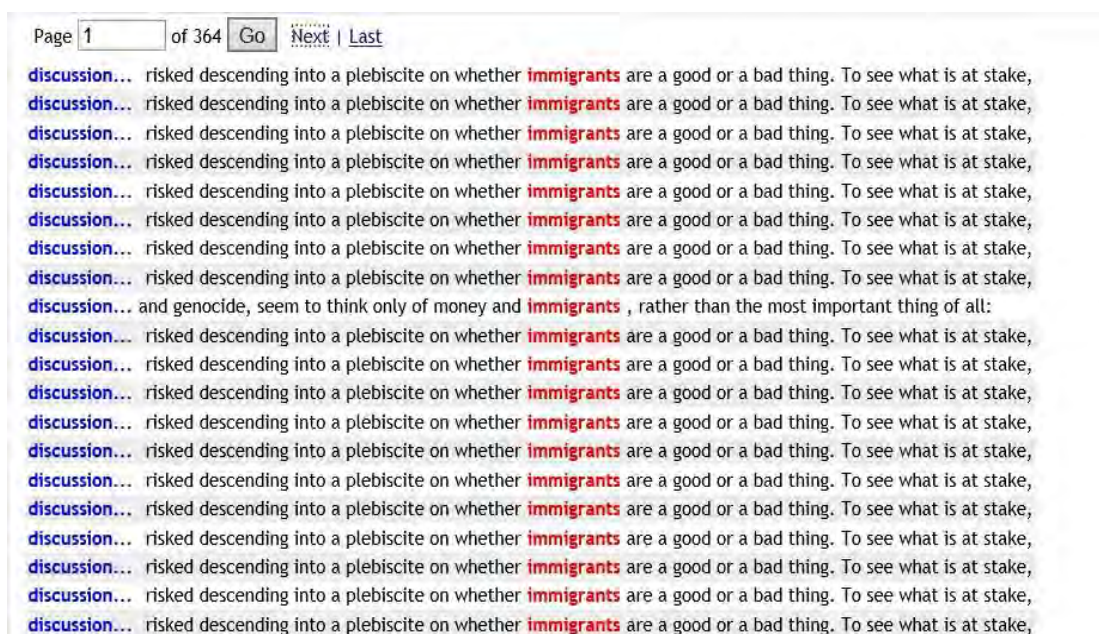 Page 1 of 364 Go Next | Last
discussion... risked descending into a plebiscite on whether immigrants are a good or a bad thing. To see what is at stake,
discussion... risked descending into a plebiscite on whether immigrants are a good or a bad thing. To see what is at stake,
discussion... risked descending into a plebiscite on whether immigrants are a good or a bad thing. To see what is at stake,
discussion... risked descending into a plebiscite on whether immigrants are a good or a bad thing. To see what is at stake,
discussion... risked descending into a plebiscite on whether immigrants are a good or a bad thing. To see what is at stake,
discussion... risked descending into a plebiscite on whether immigrants are a good or a bad thing. To see what is at stake,
discussion... risked descending into a plebiscite on whether immigrants are a good or a bad thing. To see what is at stake,
discussion... risked descending into a plebiscite on whether immigrants are a good or a bad thing. To see what is at stake,
discussion... and genocide, seem to think only of money and immigrants , rather than the most important thing of all:
discussion... risked descending into a plebiscite on whether immigrants are a good or a bad thing. To see what is at stake,
discussion... risked descending into a plebiscite on whether immigrants are a good or a bad thing. To see what is at stake,
discussion... risked descending into a plebiscite on whether immigrants are a good or a bad thing. To see what is at stake,
discussion... risked descending into a plebiscite on whether immigrants are a good or a bad thing. To see what is at stake,
discussion... risked descending into a plebiscite on whether immigrants are a good or a bad thing. To see what is at stake,
discussion... risked descending into a plebiscite on whether immigrants are a good or a bad thing. To see what is at stake,
discussion... risked descending into a plebiscite on whether immigrants are a good or a bad thing. To see what is at stake,
discussion... risked descending into a plebiscite on whether immigrants are a good or a bad thing. To see what is at stake,
discussion... risked descending into a plebiscite on whether immigrants are a good or a bad thing. To see what is at stake,
discussion... risked descending into a plebiscite on whether immigrants are a good or a bad thing. To see what is at stake,
discussion... risked descending into a plebiscite on whether immigrants are a good or a bad thing. To see what is at stake,